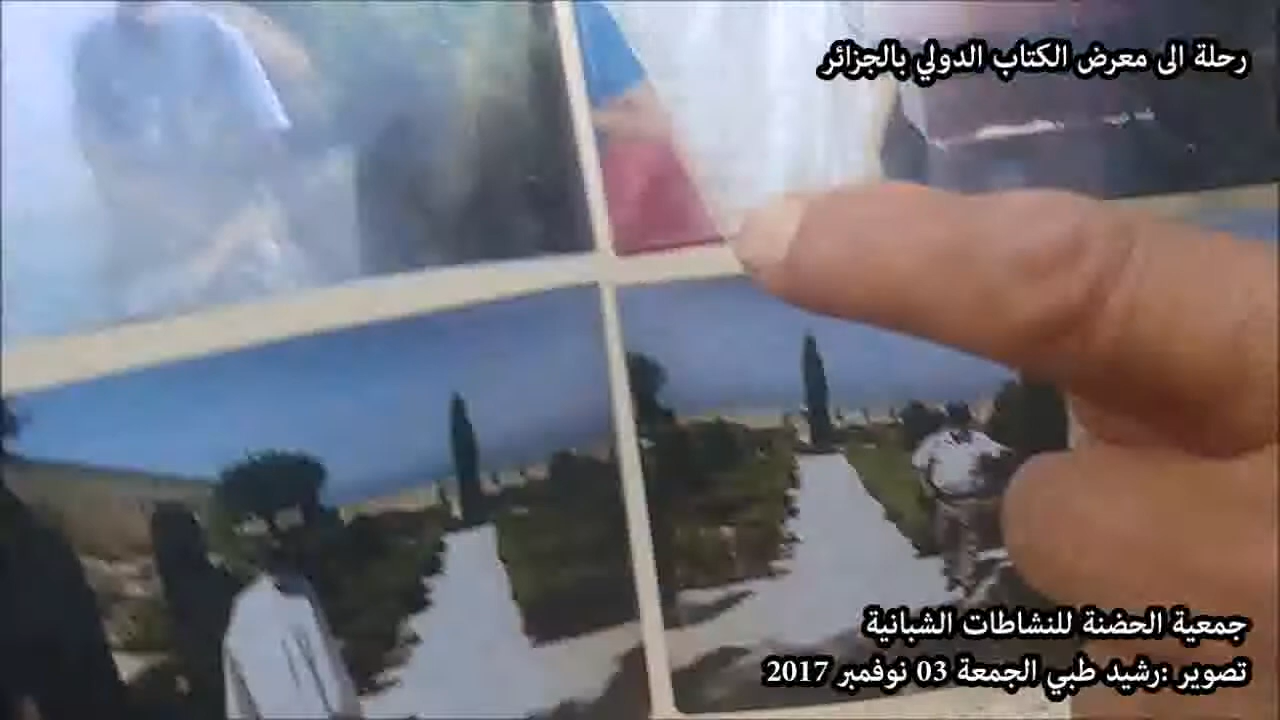 رحلة الى معرض الكتاب الدولي بالجزائر
جمعية الحضنة للنشاطات الشبانية
تصوير :رشيد طبي الجمعة 03 نوفمبر 2017